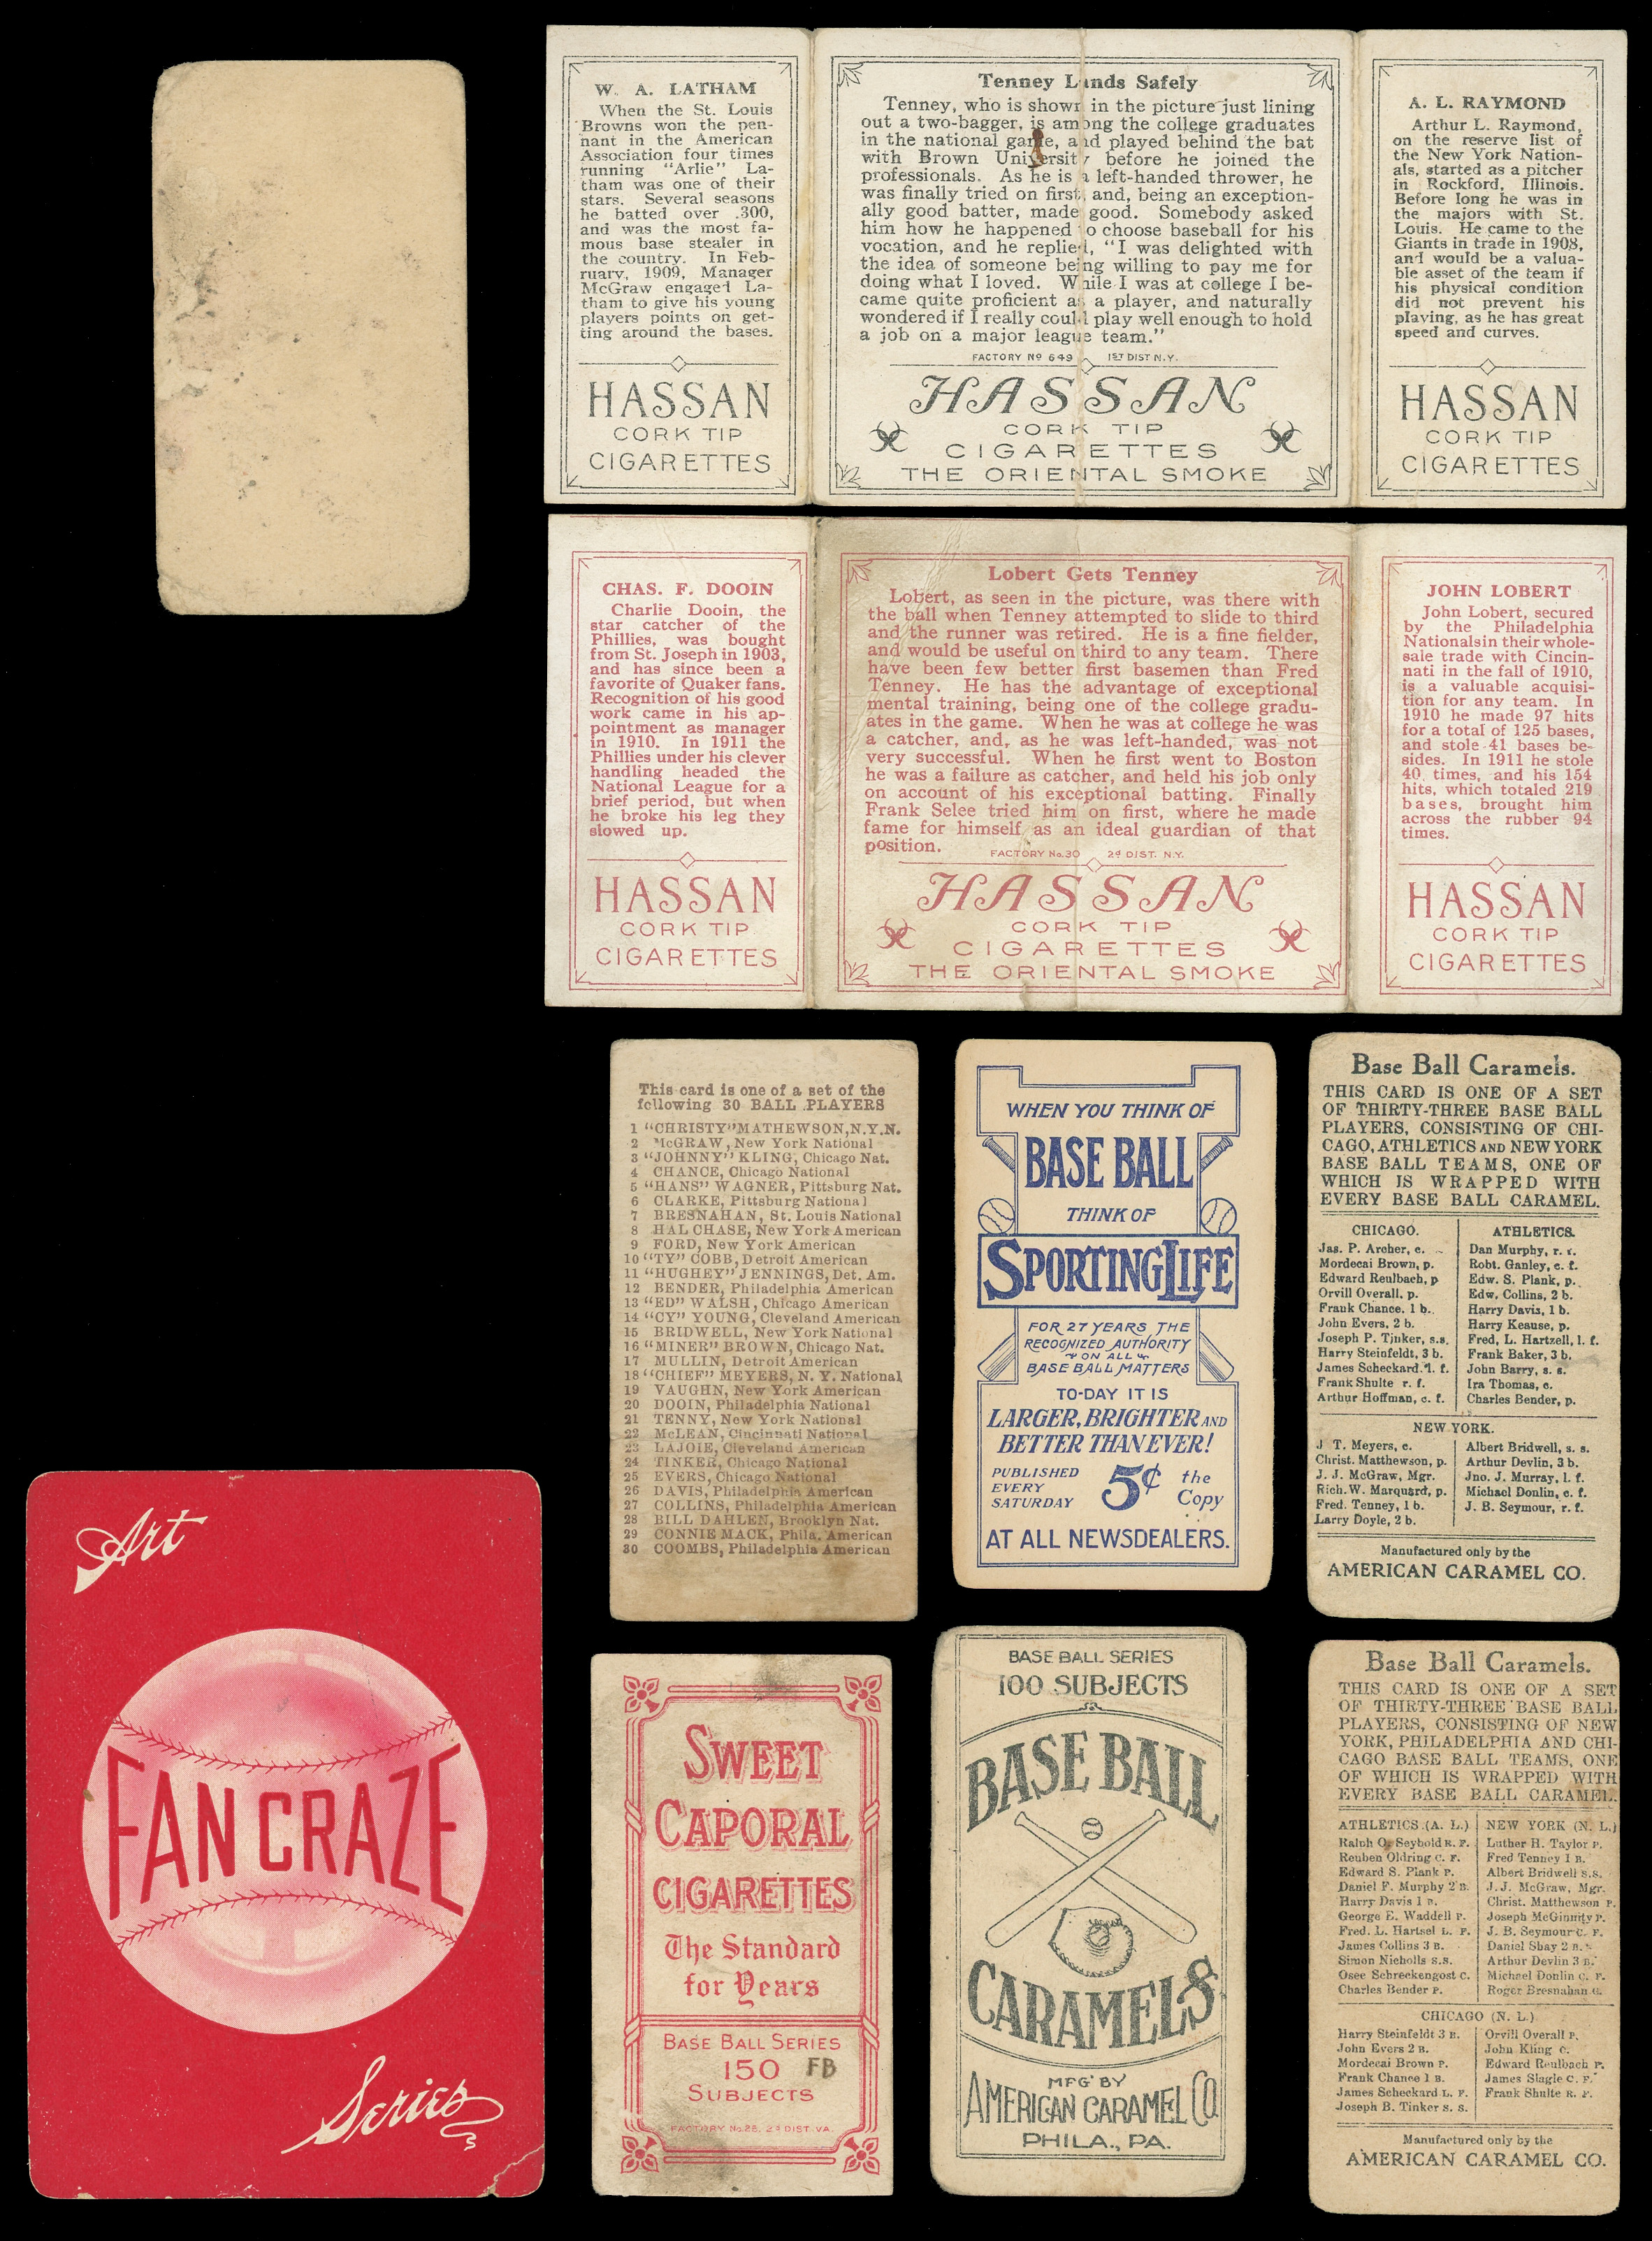 W. A. LATHAM
When the St. Louis
Browns won the pen-
nant in the American
Association four times
running "Arlie" La-
tham was one of their
stars. Several seasons
he batted over .300,
and was the most fa-
mous base stealer in
the country. In Feb-
ruary, 1909, Manager
McGraw engaged La-
tham to give his young
players points on get-
ting around the bases.
HASSAN
CORK TIP
CIGARETTES
Tenney Lands Safely
Tenney, who is shown in the picture just lining
out a two-bagger, is among the college graduates
in the national game, and played behind the bat
with Brown University before he joined the
professionals. As he is a left-handed thrower, he
was finally tried on first, and, being an exception-
ally good batter, made good. Somebody asked
him how he happened to choose baseball for his
vocation, and he replied, "I was delighted with
the idea of someone being willing to pay me for
doing what I loved. While I was at college I be-
came quite proficient as a player, and naturally
wondered if I really could play well enough to hold
a job on a major league team."
FACTORY No 649 1ST DIST N.Y.
HASSAN
CORK TIP
CIGARETTES
THE ORIENTAL SMOKE
A. L. RAYMOND
Arthur L. Raymond,
on the reserve list of
the New York Nation-
als, started as a pitcher
in Rockford, Illinois.
Before long he was in
the majors with St.
Louis. He came to the
Giants in trade in 1908,
and would be a valua-
ble asset of the team if
his physical condition
did not prevent his
playing, as he has great
speed and curves.
HASSAN
CORK TIP
CIGARETTES
CHAS. F. DOOIN
Charlie Dooin, the
star catcher of the
Phillies, was bought
from St. Joseph in 1903,
and has since been a
favorite of Quaker fans.
Recognition of his good
work came in his ap-
pointment as manager
in 1910. In 1911 the
Phillies under his clever
handling headed the
National League for a
brief period, but when
he broke his leg they
slowed up.
HASSAN
CORK TIP
CIGARETTES
Lobert Gets Tenney
Lobert, as seen in the picture, was there with
the ball when Tenney attempted to slide to third
and the runner was retired. He is a fine fielder,
and would be useful on third to any team. There
have been few better first basemen than Fred
Tenney. He has the advantage of exceptional
mental training, being one of the college gradu-
ates in the game. When he was at college he was
a catcher, and, as he was left-handed, was not
very successful. When he first went to Boston
he was a failure as catcher, and held his job only
on account of his exceptional batting. Finally
Frank Selee tried him on first, where he made
fame for himself as an ideal guardian of that
position.
FACTORY No.30 2d DIST. N.Y.
HASSAN
CORK TIP
CIGARETTES
THE ORIENTAL SMOKE
JOHN LOBERT
John Lobert, secured
by the Philadelphia
Nationals in their whole-
sale trade with Cincin-
nati in the fall of 1910,
is a valuable acquisi-
tion for any team. In
1910 he made 97 hits
for a total of 125 bases,
and stole 41 bases be-
sides. In 1911 he stole
40 times, and his 154
hits, which totaled 219
bases, brought him
across the rubber 94
times.
HASSAN
CORK TIP
CIGARETTES
This card is one of a set of the
following 30 BALL PLAYERS
1 "CHRISTY" MATHEWSON, N.Y.N.
2 McGRAW, New York National
3 "JOHNNY" KLING, Chicago Nat.
4 CHANCE, Chicago National
5 "HANS" WAGNER, Pittsburg Nat.
6 CLARKE, Pittsburg National
7 BRESNAHAN, St. Louis National
8 HAL CHASE, New York American
9 FORD, New York American
10 "TY" COBB, Detroit American
11 "HUGHEY" JENNINGS, Det. Am.
12 BENDER, Philadelphia American
13 "ED" WALSH, Chicago American
14 "CY" YOUNG, Cleveland American
15 BRIDWELL, New York National
16 "MINER" BROWN, Chicago Nat.
17 MULLIN, Detroit American
18 "CHIEF" MEYERS, N. Y. National
19 VAUGHN, New York American
20 DOOIN, Philadelphia National
21 TENNY, New York National
22 McLEAN, Cincinnati National
23 LAJOIE, Cleveland American
24 TINKER, Chicago National
25 EVERS, Chicago National
26 DAVIS, Philadelphia American
27 COLLINS, Philadelphia American
28 BILL DAHLEN, Brooklyn Nat.
29 CONNIE MACK, Phila. American
30 COOMBS, Philadelphia American
WHEN YOU THINK OF
BASE BALL
THINK OF
SPORTING LIFE
FOR 27 YEARS THE
RECOGNIZED AUTHORITY
ON ALL
BASE BALL MATTERS
TO-DAY IT IS
LARGER, BRIGHTER AND
BETTER THAN EVER!
PUBLISHED
EVERY
SATURDAY
5¢ the
Copy
AT ALL NEWSDEALERS.
Base Ball Caramels.
THIS CARD IS ONE OF A SET
OF THIRTY-THREE BASE BALL
PLAYERS, CONSISTING OF CHI-
CAGO, ATHLETICS AND NEW YORK
BASE BALL TEAMS, ONE OF
WHICH IS WRAPPED WITH
EVERY BASE BALL CARAMEL.
CHICAGO.
Jas. P. Archer, c.
Mordecai Brown, p.
Edward Reulbach, p
Orvill Overall, p.
Frank Chance, 1 b.
John Evers, 2 b.
Joseph P. Tinker, s.s.
Harry Steinfeldt, 3 b.
James Scheckard, l. f.
Frank Shulte r. f.
Arthur Hoffman, c. f.
ATHLETICS.
Dan Murphy, r. f.
Robt. Ganley, c. f.
Edw. S. Plank, p.
Edw. Collins, 2 b.
Harry Davis, 1 b.
Harry Keause, p.
Fred. L. Hartzell, l. f.
Frank Baker, 3 b.
John Barry, s. s.
Ira Thomas, c.
Charles Bender, p.
NEW YORK.
J. T. Meyers, c.
Christ. Matthewson, p.
J. J. McGraw, Mgr.
Rich. W. Marquard, p.
Fred. Tenney, 1 b.
Larry Doyle, 2 b.
Albert Bridwell, s. s.
Arthur Devlin, 3 b.
Jno. J. Murray, l. f.
Michael Donlin, c. f.
J. B. Seymour, r. f.
Manufactured only by the
AMERICAN CARAMEL CO.
Art
FAN CRAZE
Series
SWEET
CAPORAL
CIGARETTES
The Standard
for Years
BASE BALL SERIES
150 FB
SUBJECTS
FACTORY No.25, 2d DIST. VA.
BASE BALL SERIES
100 SUBJECTS
BASE BALL
CARAMELS
MFG BY
AMERICAN CARAMEL CO.
PHILA., PA.
Base Ball Caramels.
THIS CARD IS ONE OF A SET
OF THIRTY-THREE BASE BALL
PLAYERS, CONSISTING OF NEW
YORK, PHILADELPHIA AND CHI-
CAGO BASE BALL TEAMS, ONE
OF WHICH IS WRAPPED WITH
EVERY BASE BALL CARAMEL.
ATHLETICS (A. L.)
Ralph O. Seybold R. F.
Reuben Oldring C. F.
Edward S. Plank P.
Daniel F. Murphy 2 B.
Harry Davis 1 B.
George E. Waddell P.
Fred. L. Hartsel L. F.
James Collins 3 B.
Simon Nicholls S.S.
Osee Schreckengost C.
Charles Bender P.
NEW YORK (N. L.)
Luther H. Taylor P.
Fred Tenney 1 B.
Albert Bridwell S.S.
J. J. McGraw, Mgr.
Christ. Matthewson P.
Joseph McGinnity P.
J. B. Seymour C. F.
Daniel Shay 2 B.
Arthur Devlin 3 B.
Michael Donlin C. F.
Roger Bresnahan C.
CHICAGO (N. L.)
Harry Steinfeldt 3 B.
John Evers 2 B.
Mordecai Brown P.
Frank Chance 1 B.
James Scheckard L. F.
Joseph B. Tinker S. S.
Orvill Overall P.
John Kling C.
Edward Reulbach P.
James Slagle C. F.
Frank Shulte R. F.
Manufactured only by the
AMERICAN CARAMEL CO.